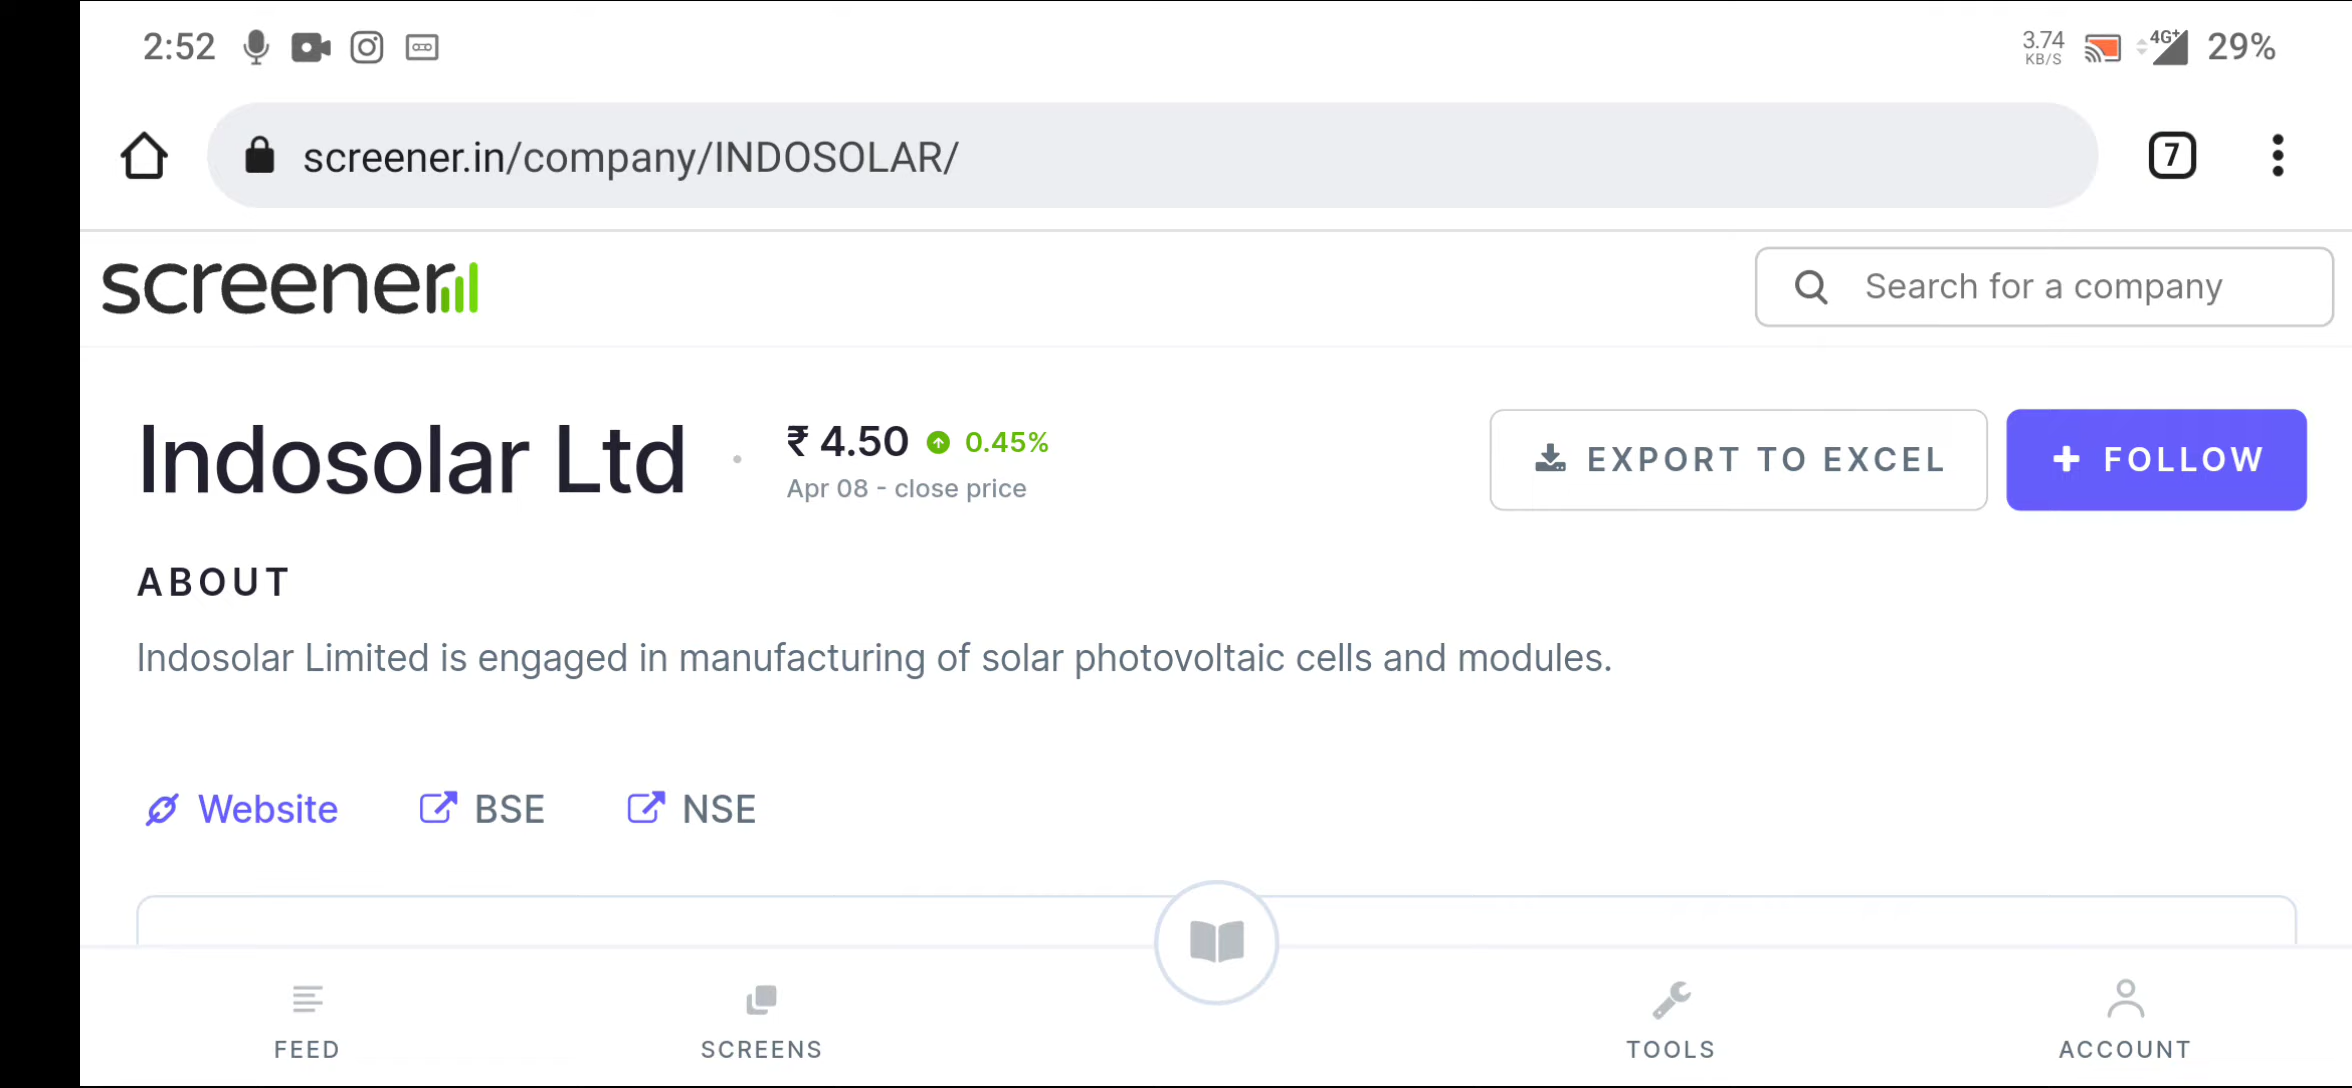 2:52
3.74
KB/S
4G+
29%
screener.in/company/INDOSOLAR/
7
screener
Search for a company
Indosolar Ltd
₹ 4.50 0.45%
Apr 08 - close price
EXPORT TO EXCEL
FOLLOW
ABOUT
Indosolar Limited is engaged in manufacturing of solar photovoltaic cells and modules.
Website BSE NSE
FEED SCREENS TOOLS ACCOUNT